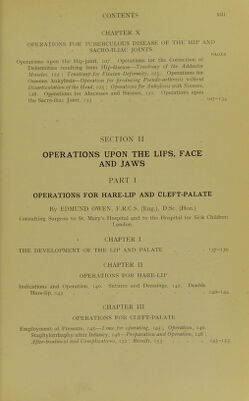 CONTENTS xiii
CHAPTER X
OPERATIONS FOR TUBERCULOUS DISEASE OF THE HIP AND
SACRO-ILIAC JOINTS
PAGES
Operations upon the Hip-joint, 107. Operations for the Correction of
Deformities resulting from Hip-disease—Tenotomy of the Adductor
Muscles, 122; Treatment for Flexion Deformity, 123. Operations for
Osseous Ankylosis—Operation for producing Pseudo-arthrosis without
Disarticulation of the Head, 125; Operations for Ankylosis with Sinuses,
128. Operations for Abscesses and Sinuses, 131. Operations upon
the Sacro-iliac Joint, 133 107-134
SECTION II
OPERATIONS UPON THE LIPS, FACE
AND JAWS
PART I
OPERATIONS FOR HARE-LIP AND CLEFT-PALATE
By EDMUND OWEN, F.R.C.S. (Eng.), D.Sc. (Hon.)
Consulting Surgeon to St. Mary's Hospital and to the Hospital for Sick Children
London.
CHAPTER I
THE DEVELOPMENT OF THE LIP AND PALATE 137-139
CHAPTER II
OPERATIONS FOR HARE-LIP
Indications and Operation, 140. Sutures and Dressings, 142. Double
Hare-lip, 143 140-144
CHAPTER III
OPERATIONS FOR CLEFT-PALATE
Employment of Pressure, 145—Time for operating, 145; Operation, 146.
Staphylorrhaphy after Infancy, 146—Preparation and Operation, 148;
After-treatment and Complications, 152; Results, 153 145-153